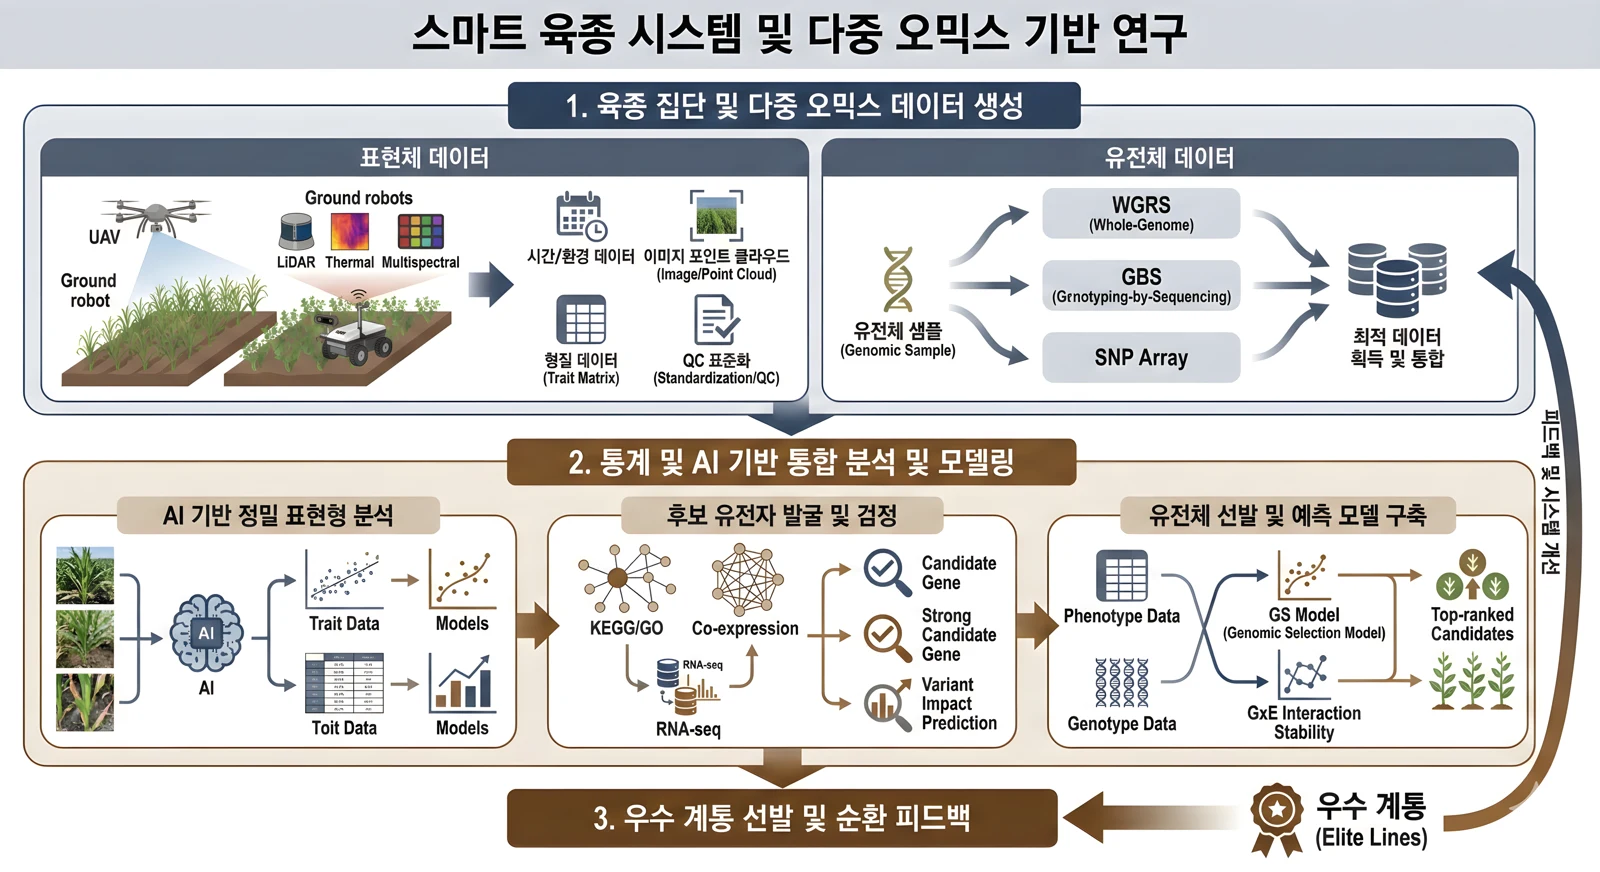 스마트 육종 시스템 및 다중 오믹스 기반 연구
1. 육종 집단 및 다중 오믹스 데이터 생성
표현체 데이터
UAV
Ground
robot
Ground robots
LiDAR
Thermal
Multispectral
시간/환경 데이터
이미지 포인트 클라우드
(Image/Point Cloud)
형질 데이터
(Trait Matrix)
QC 표준화
(Standardization/QC)
유전체 데이터
유전체 샘플
(Genomic Sample)
WGRS
(Whole-Genome)
GBS
(Grnotyping-by-Sequencing)
SNP Array
최적 데이터
획득 및 통합
피드백 및 시스템 개선
2. 통계 및 AI 기반 통합 분석 및 모델링
AI 기반 정밀 표현형 분석
AI
AI
Trait Data
Models
Toit Data
Models
후보 유전자 발굴 및 검정
KEGG/GO
Co-expression
RNA-seq
RNA-seq
Candidate
Gene
Strong
Candidate
Gene
Variant
Impact
Prediction
유전체 선발 및 예측 모델 구축
Phenotype Data
Genotype Data
GS Model
(Genomic Selection Model)
GxE Interaction
Stability
Top-ranked
Candidates
3. 우수 계통 선발 및 순환 피드백
우수 계통
(Elite Lines)